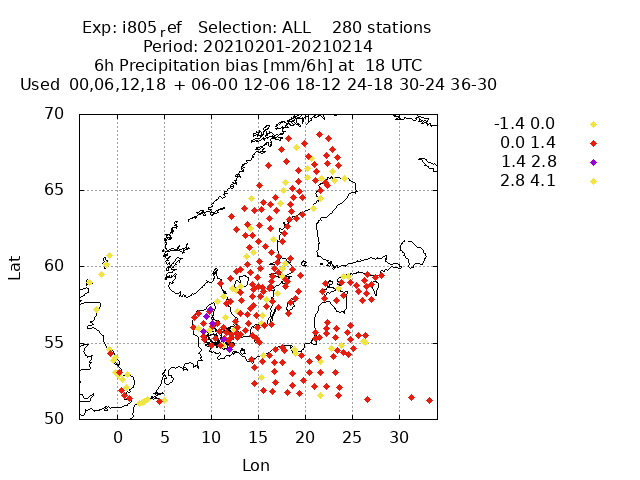 Exp: i805ref Selection: ALL 280 stations
Period: 20210201-20210214
6h Precipitation bias [mm/6h] at 18 UTC
Used 00,06,12,18 + 06-00 12-06 18-12 24-18 30-24 36-30
-1.4 0.0
0.0 1.4
1.4 2.8
2.8 4.1
70
65
60
55
50
Lat
0 5 10 15 20 25 30
Lon